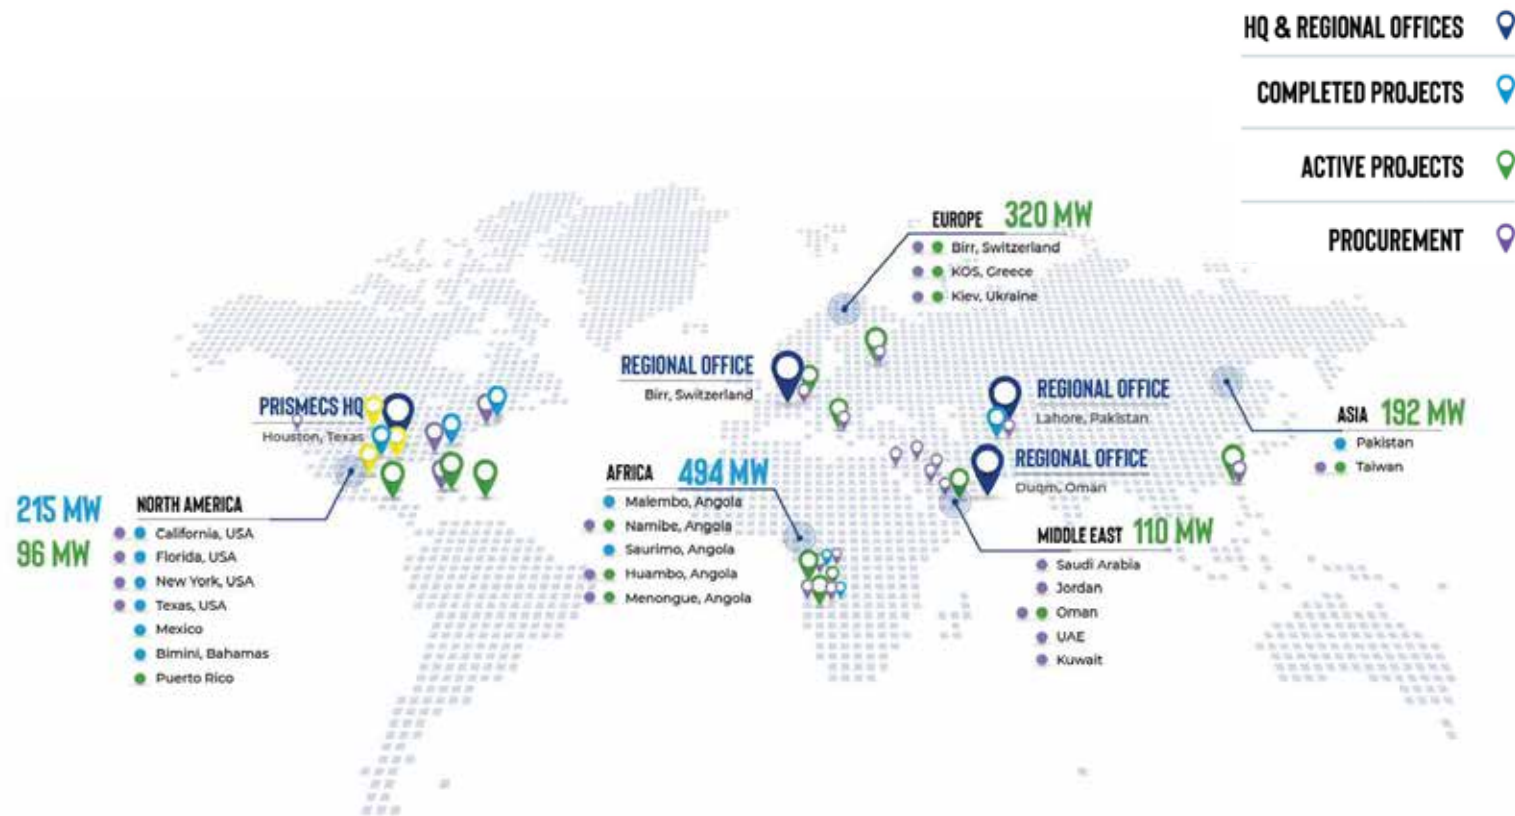 HQ & REGIONAL OFFICES
COMPLETED PROJECTS
ACTIVE PROJECTS
PROCUREMENT
EUROPE 320 MW
Birr, Switzerland
KOS, Greece
Kiev, Ukraine
REGIONAL OFFICE
Birr, Switzerland
PRISMECS HQ
Houston, Texas
REGIONAL OFFICE
Lahore, Pakistan
REGIONAL OFFICE
Duqm, Oman
ASIA 192 MW
Pakistan
Taiwan
AFRICA 494 MW
Malembo, Angola
Namibe, Angola
Saurimo, Angola
Huambo, Angola
Menongue, Angola
215 MW
96 MW
NORTH AMERICA
California, USA
Florida, USA
New York, USA
Texas, USA
Mexico
Bimini, Bahamas
Puerto Rico
MIDDLE EAST 110 MW
Saudi Arabia
Jordan
Oman
UAE
Kuwait